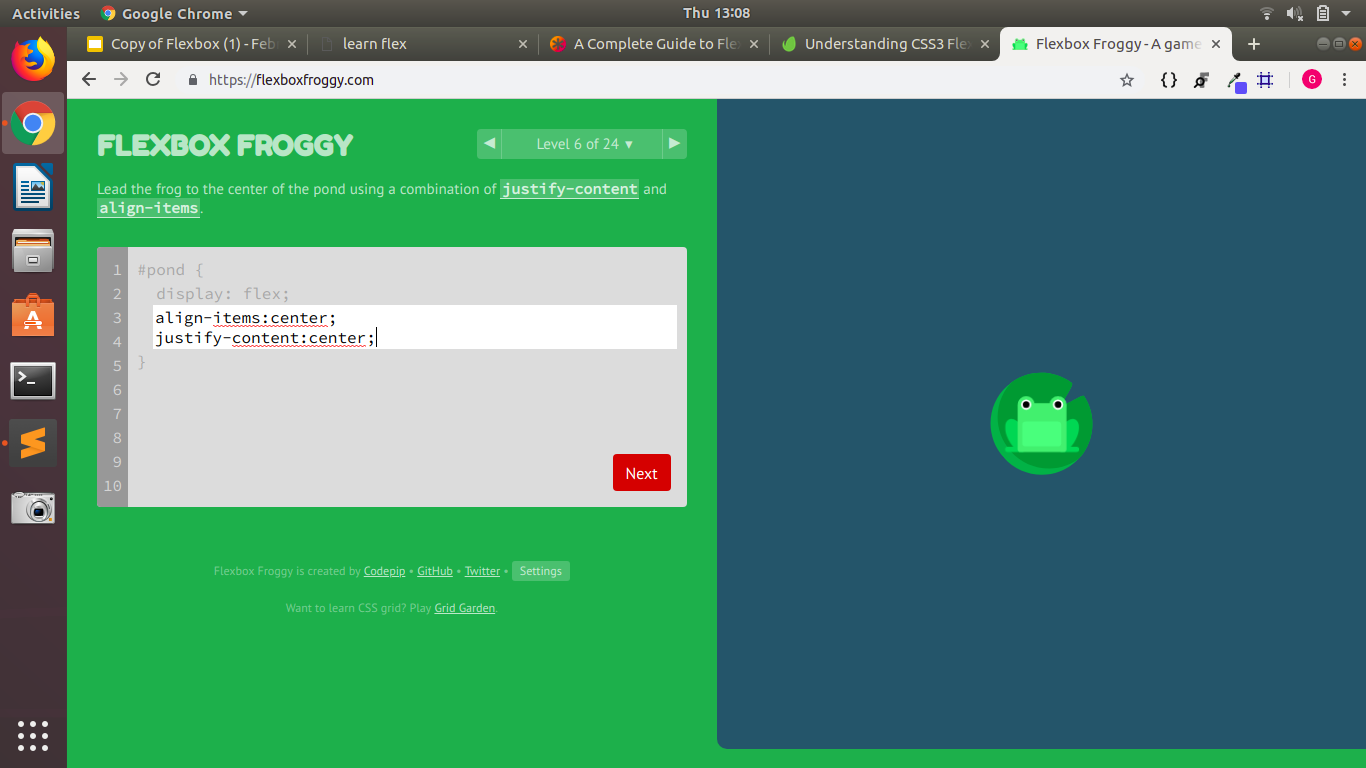 Activities
Google Chrome
Thu 13:08
Copy of Flexbox (1) - Feb
learn flex
A Complete Guide to Fle
Understanding CSS3 Fle
Flexbox Froggy - A game
https://flexboxfroggy.com
G
FLEXBOX FROGGY
Level 6 of 24 ▼
Lead the frog to the center of the pond using a combination of justify-content and
align-items.
1 #pond {
2 display: flex;
3 align-items:center;
4 justify-content:center;
5 }
6
7
8
9
10
Next
Flexbox Froggy is created by Codepip • GitHub • Twitter • Settings
Want to learn CSS grid? Play Grid Garden.